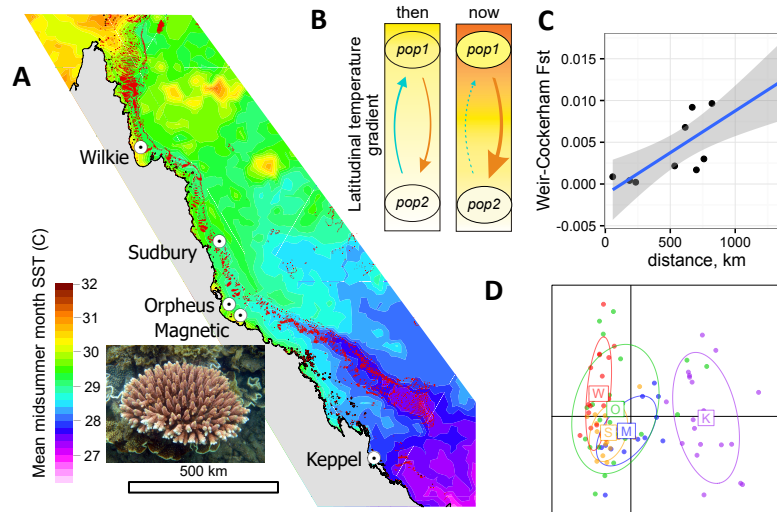 A
Wilkie
Sudbury
Orpheus
Magnetic
Keppel
Mean midsummer month SST (C)
32
31
30
29
28
27
500 km
B
then
now
pop1
pop1
pop2
pop2
Latitudinal temperature
gradient
C
Weir-Cockerham Fst
0.015
0.010
0.005
0.000
-0.005
0
500
1000
distance, km
D
W
O
S
M
K